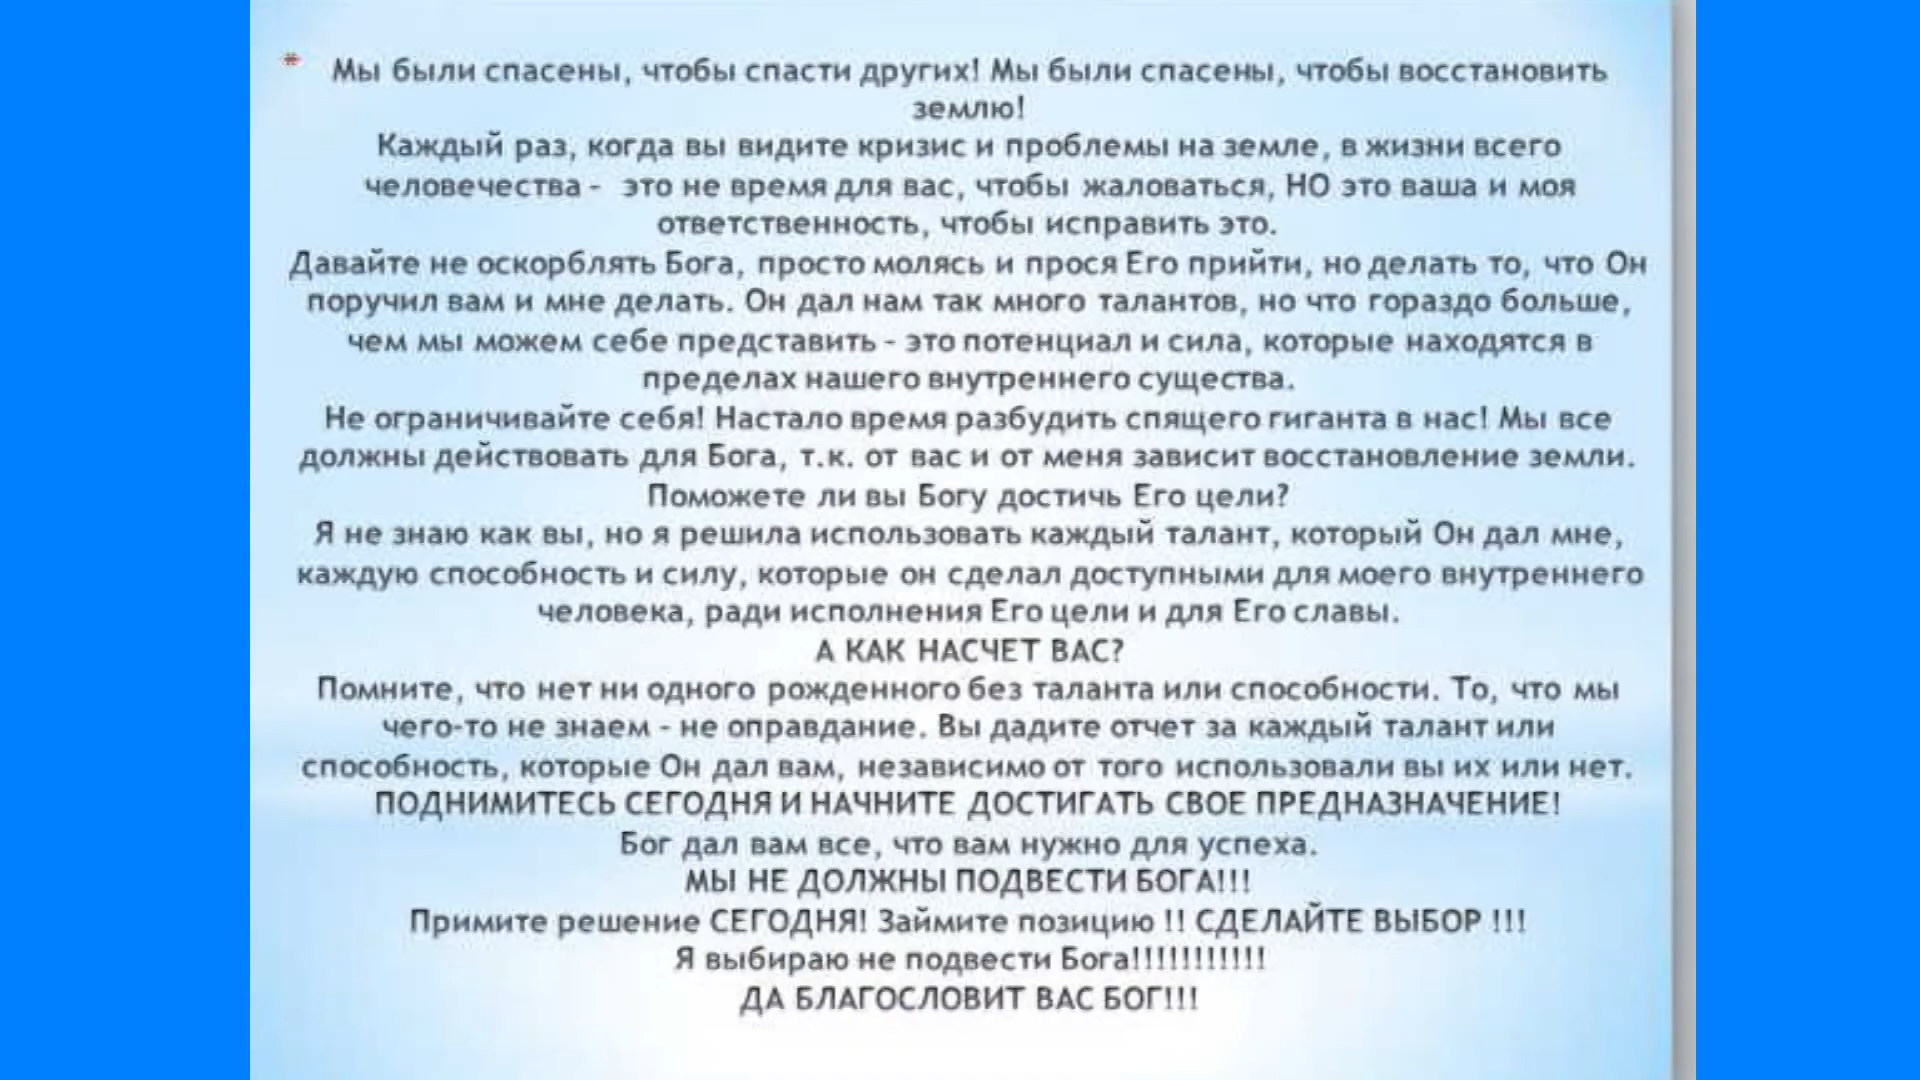 * Мы были спасены, чтобы спасти других! Мы были спасены, чтобы восстановить
землю!
Каждый раз, когда вы видите кризис и проблемы на земле, в жизни всего
человечества - это не время для вас, чтобы жаловаться, НО это ваша и моя
ответственность, чтобы исправить это.
Давайте не оскорблять Бога, просто молясь и прося Его прийти, но делать то, что Он
поручил вам и мне делать. Он дал нам так много талантов, но что гораздо больше,
чем мы можем себе представить - это потенциал и сила, которые находятся в
пределах нашего внутреннего существа.
Не ограничивайте себя! Настало время разбудить спящего гиганта в нас! Мы все
должны действовать для Бога, т.к. от вас и от меня зависит восстановление земли.
Поможете ли вы Богу достичь Его цели?
Я не знаю как вы, но я решила использовать каждый талант, который Он дал мне,
каждую способность и силу, которые он сделал доступными для моего внутреннего
человека, ради исполнения Его цели и для Его славы.
А КАК НАСЧЕТ ВАС?
Помните, что нет ни одного рожденного без таланта или способности. То, что мы
чего-то не знаем - не оправдание. Вы дадите отчет за каждый талант или
способность, которые Он дал вам, независимо от того использовали вы их или нет.
ПОДНИМИТЕСЬ СЕГОДНЯ И НАЧНИТЕ ДОСТИГАТЬ СВОЕ ПРЕДНАЗНАЧЕНИЕ!
Бог дал вам все, что вам нужно для успеха.
МЫ НЕ ДОЛЖНЫ ПОДВЕСТИ БОГА!!!
Примите решение СЕГОДНЯ! Займите позицию !! СДЕЛАЙТЕ ВЫБОР !!!
Я выбираю не подвести Бога!!!!!!!!!!!!
ДА БЛАГОСЛОВИТ ВАС БОГ!!!